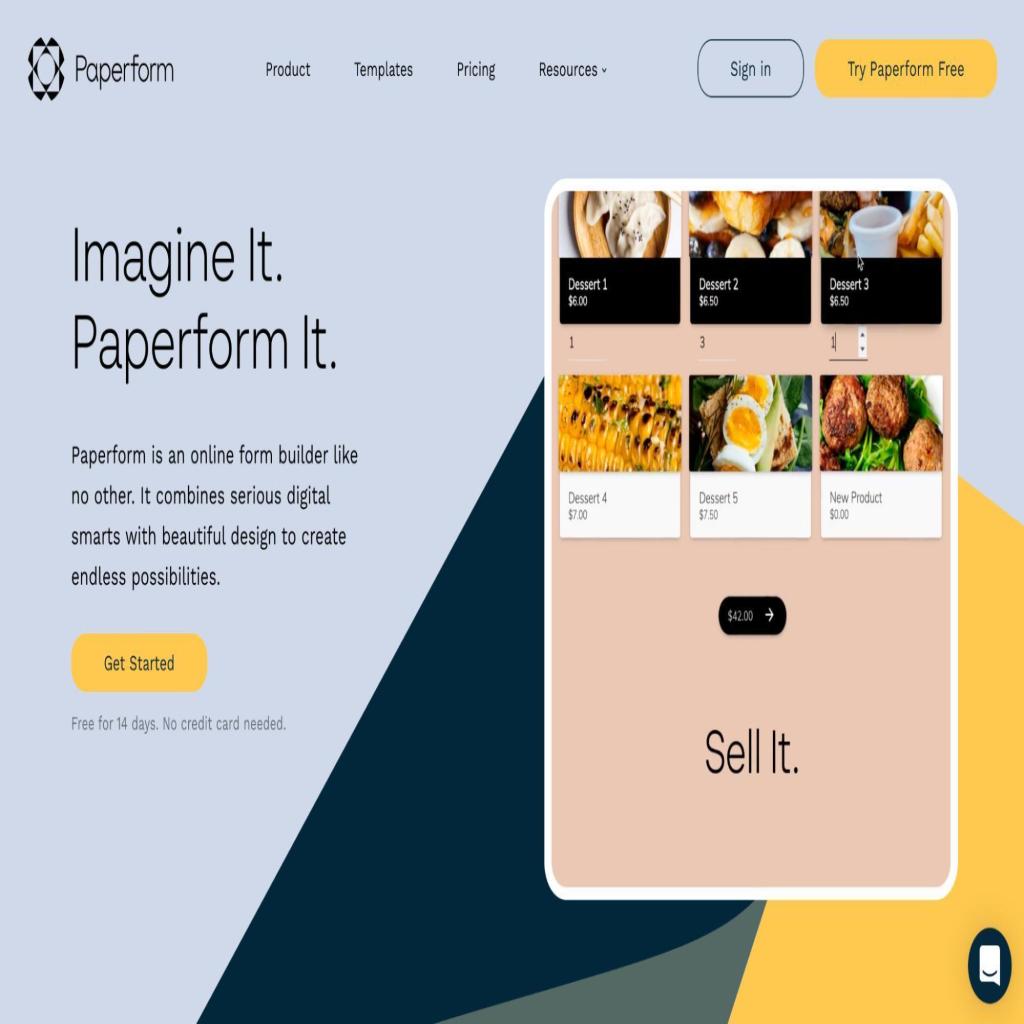 Paperform
Product
Templates
Pricing
Resources
Sign in
Try Paperform Free
Imagine It.
Paperform It.
Paperform is an online form builder like
no other. It combines serious digital
smarts with beautiful design to create
endless possibilities.
Get Started
Free for 14 days. No credit card needed.
Dessert 1
$6.00
Dessert 2
$6.50
Dessert 3
$6.50
1
3
1
Dessert 4
$7.00
Dessert 5
$7.50
New Product
$0.00
$42.00
Sell It.